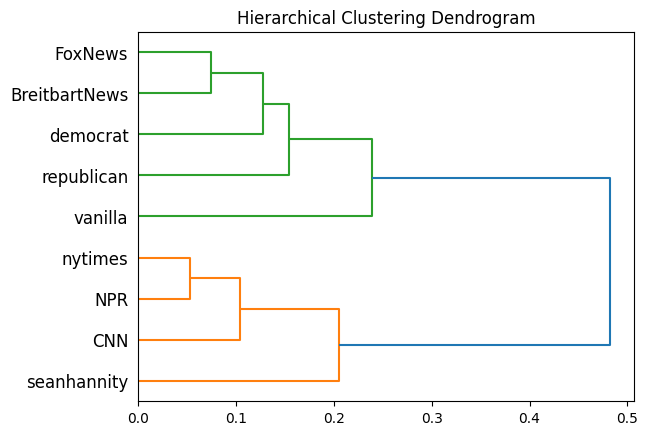 Hierarchical Clustering Dendrogram
FoxNews
BreitbartNews
democrat
republican
vanilla
nytimes
NPR
CNN
seanhannity
0.0 0.1 0.2 0.3 0.4 0.5